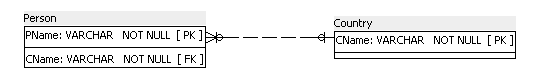 Person
PName: VARCHAR NOT NULL [ PK ]
CName: VARCHAR NOT NULL [ FK ]
Country
CName: VARCHAR NOT NULL [ PK ]